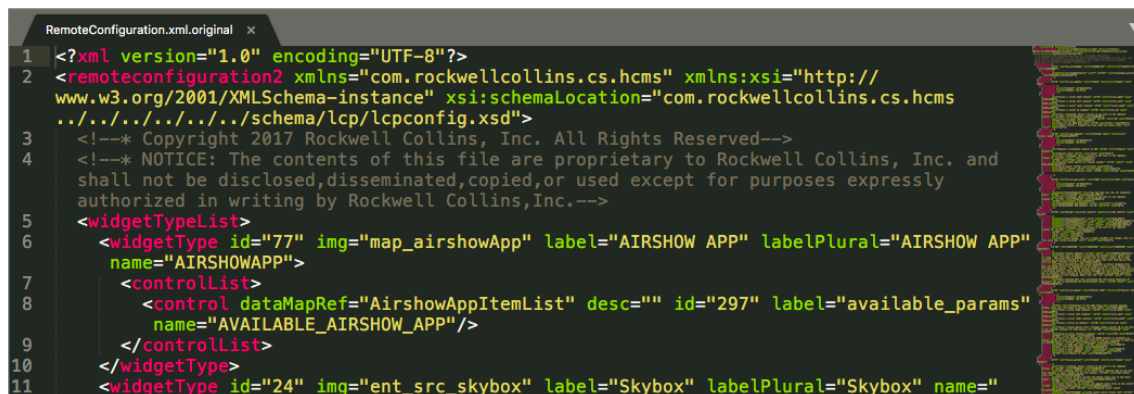 RemoteConfiguration.xml.original ×
1 <?xml version="1.0" encoding="UTF-8"?>
2 <remoteconfiguration2 xmlns="com.rockwellcollins.cs.hcms" xmlns:xsi="http://
www.w3.org/2001/XMLSchema-instance" xsi:schemaLocation="com.rockwellcollins.cs.hcms
../../../../../../schema/lcp/lcpconfig.xsd">
3 <!--* Copyright 2017 Rockwell Collins, Inc. All Rights Reserved-->
4 <!--* NOTICE: The contents of this file are proprietary to Rockwell Collins, Inc. and
shall not be disclosed,disseminated,copied,or used except for purposes expressly
authorized in writing by Rockwell Collins,Inc.-->
5 <widgetTypeList>
6 <widgetType id="77" img="map_airshowApp" label="AIRSHOW APP" labelPlural="AIRSHOW APP"
name="AIRSHOWAPP">
7 <controlList>
8 <control dataMapRef="AirshowAppItemList" desc="" id="297" label="available_params"
name="AVAILABLE_AIRSHOW_APP"/>
9 </controlList>
10 </widgetType>
11 <widgetType id="24" img="ent_src_skybox" label="Skybox" labelPlural="Skybox" name="